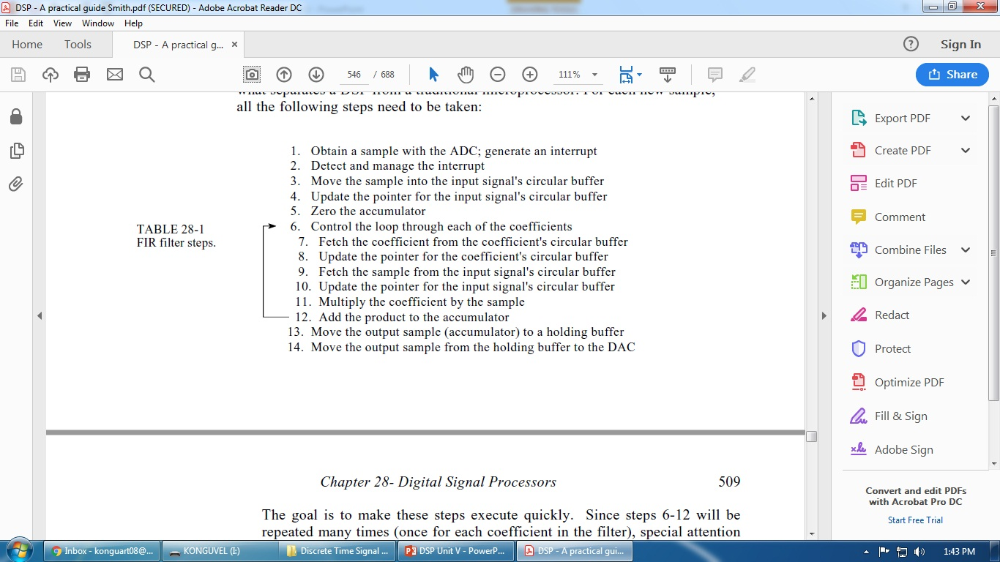 DSP - A practical guide Smith.pdf (SECURED) - Adobe Acrobat Reader DC
File Edit View Window Help
Home Tools DSP - A practical g... × ? Sign In
546 / 688 111% Share
what separates a DSP from a traditional microprocessor. For each new sample,
all the following steps need to be taken:
1. Obtain a sample with the ADC; generate an interrupt
2. Detect and manage the interrupt
3. Move the sample into the input signal's circular buffer
4. Update the pointer for the input signal's circular buffer
5. Zero the accumulator
TABLE 28-1
FIR filter steps.
6. Control the loop through each of the coefficients
7. Fetch the coefficient from the coefficient's circular buffer
8. Update the pointer for the coefficient's circular buffer
9. Fetch the sample from the input signal's circular buffer
10. Update the pointer for the input signal's circular buffer
11. Multiply the coefficient by the sample
12. Add the product to the accumulator
13. Move the output sample (accumulator) to a holding buffer
14. Move the output sample from the holding buffer to the DAC
Chapter 28- Digital Signal Processors 509
The goal is to make these steps execute quickly. Since steps 6-12 will be
repeated many times (once for each coefficient in the filter), special attention
Export PDF
Create PDF
Edit PDF
Comment
Combine Files
Organize Pages
Redact
Protect
Optimize PDF
Fill & Sign
Adobe Sign
Convert and edit PDFs
with Acrobat Pro DC
Start Free Trial
Inbox - konguart08@... KONGUVEL (I:) Discrete Time Signal ... DSP Unit V - PowerP... DSP - A practical gui... 1:43 PM